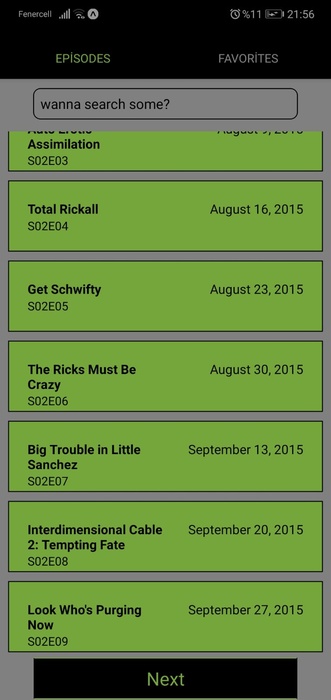 Fenercell %11 21:56
EPİSODES FAVORİTES
wanna search some?
Assimilation
S02E03
Total Rickall August 16, 2015
S02E04
Get Schwifty August 23, 2015
S02E05
The Ricks Must Be August 30, 2015
Crazy
S02E06
Big Trouble in Little September 13, 2015
Sanchez
S02E07
Interdimensional Cable September 20, 2015
2: Tempting Fate
S02E08
Look Who's Purging September 27, 2015
Now
S02E09
Next